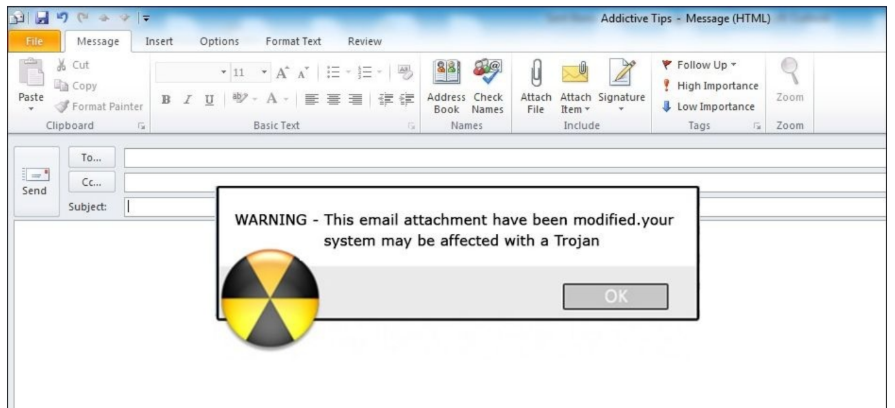 Addictive Tips - Message (HTML)
File Message Insert Options Format Text Review
Cut
Copy
Format Painter
Paste
Clipboard
11
B I U
Basic Text
Address Book
Check Names
Names
Attach File
Attach Item
Signature
Include
Follow Up
High Importance
Low Importance
Tags
Zoom
Zoom
Send
To...
Cc...
Subject:
WARNING - This email attachment have been modified.your
system may be affected with a Trojan
OK